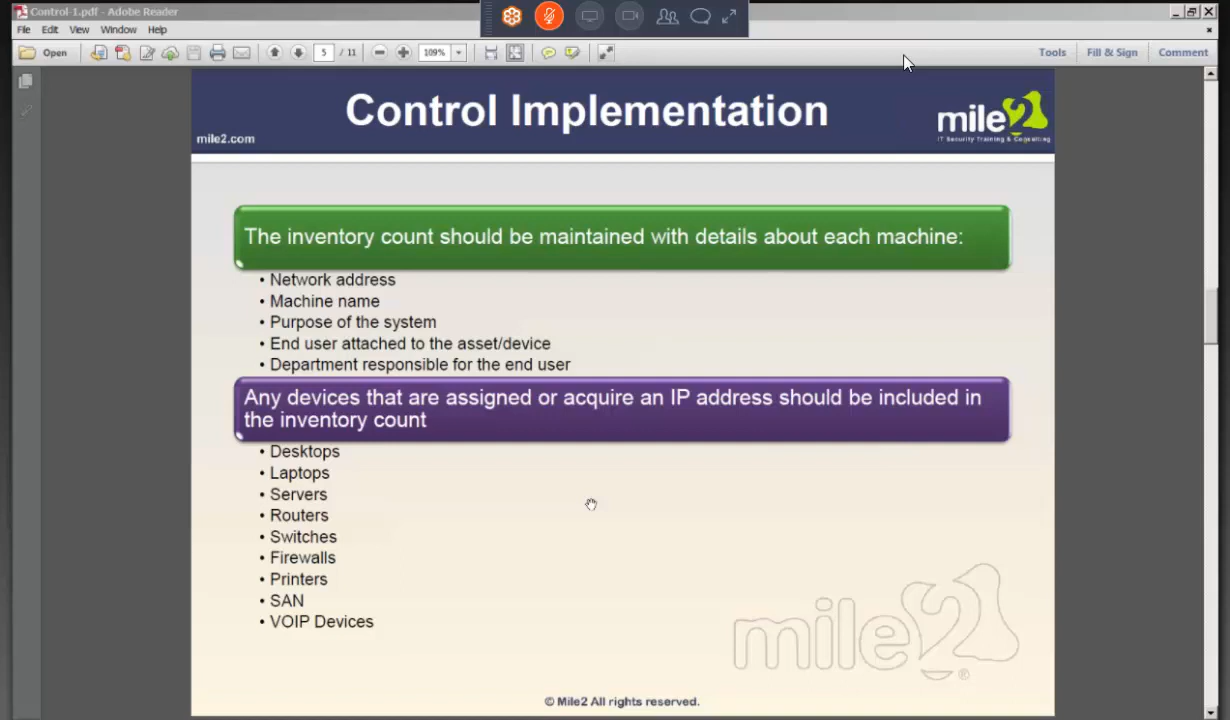 Control-1.pdf - Adobe Reader
File Edit View Window Help
Open 5 / 11 109% Tools Fill & Sign Comment
Control Implementation
mile2.com
mile2
IT Security Training & Consulting
The inventory count should be maintained with details about each machine:
• Network address
• Machine name
• Purpose of the system
• End user attached to the asset/device
• Department responsible for the end user
Any devices that are assigned or acquire an IP address should be included in
the inventory count
• Desktops
• Laptops
• Servers
• Routers
• Switches
• Firewalls
• Printers
• SAN
• VOIP Devices
mile2®
© Mile2 All rights reserved.